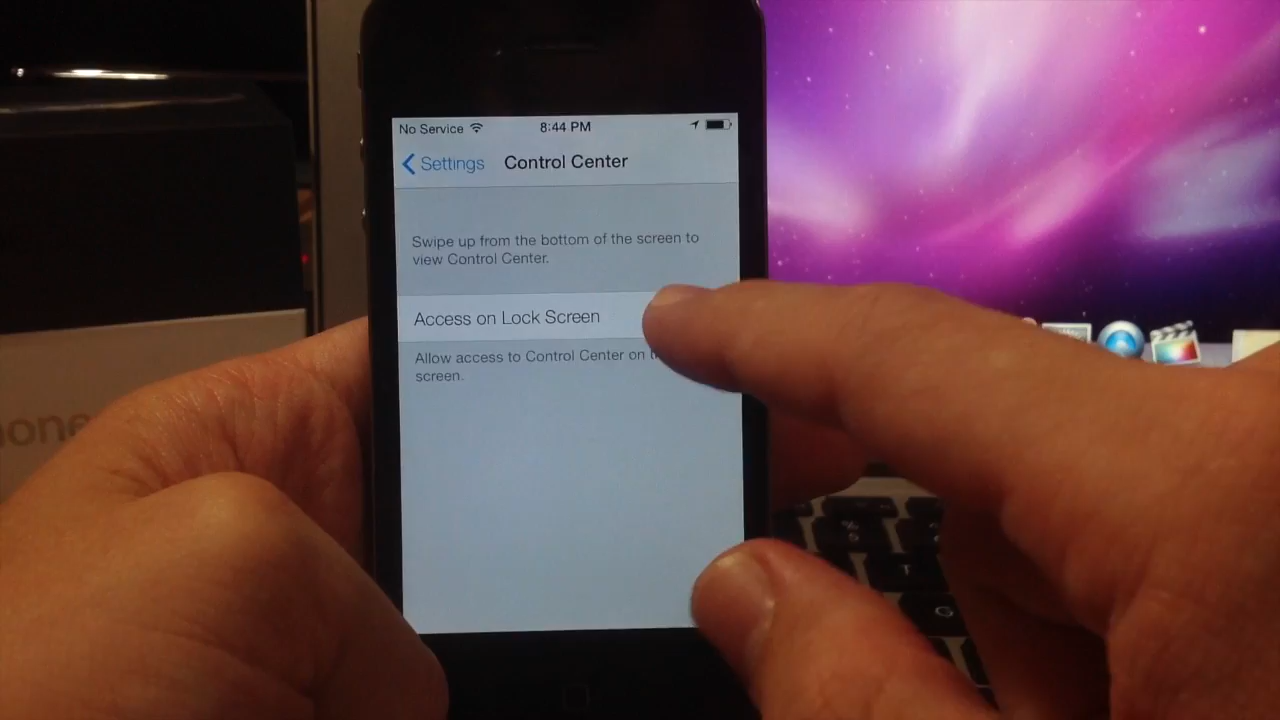 No Service 8:44 PM
Settings Control Center
Swipe up from the bottom of the screen to
view Control Center.
Access on Lock Screen
Allow access to Control Center on
screen.